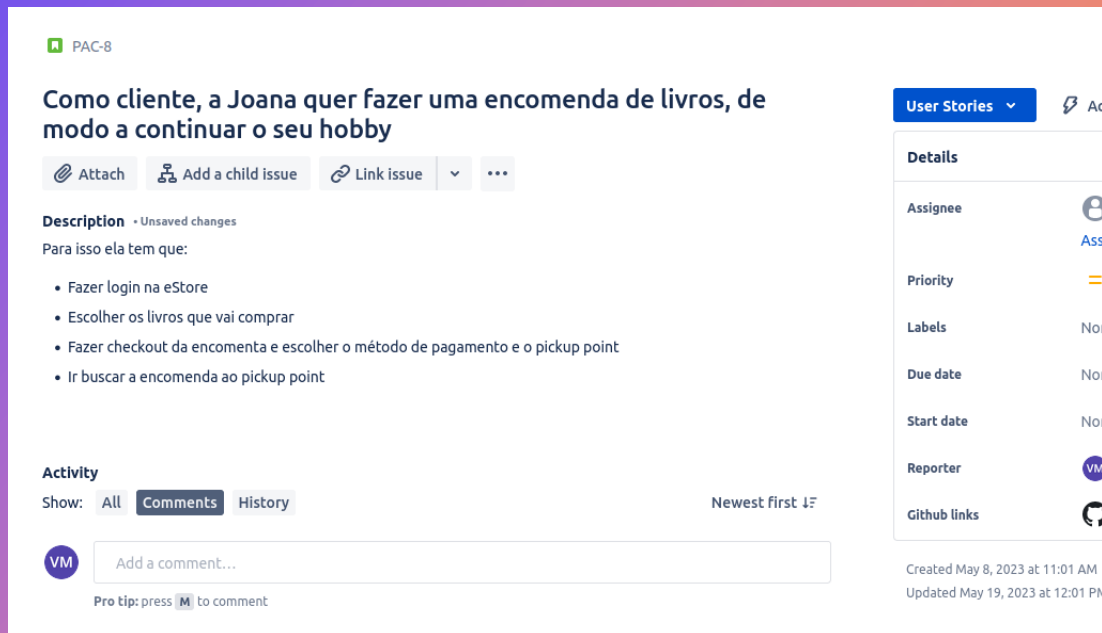 PAC-8
Como cliente, a Joana quer fazer uma encomenda de livros, de
modo a continuar o seu hobby
Attach
Add a child issue
Link issue
Description • Unsaved changes
Para isso ela tem que:
• Fazer login na eStore
• Escolher os livros que vai comprar
• Fazer checkout da encomenta e escolher o método de pagamento e o pickup point
• Ir buscar a encomenda ao pickup point
Activity
Show: All Comments History
Newest first
VM
Add a comment…
Pro tip: press M to comment
User Stories
Details
Assignee
Priority
Labels
Due date
Start date
Reporter
VM
Github links
Created May 8, 2023 at 11:01 AM
Updated May 19, 2023 at 12:01